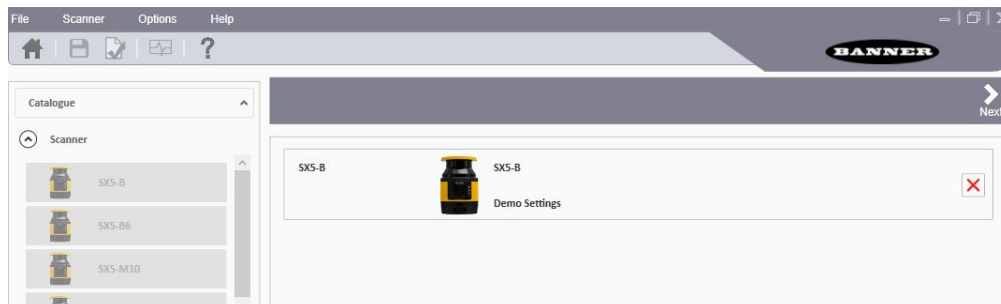 File Scanner Options Help
?
BANNER
Catalogue
Next
Scanner
SX5-B
SX5-B6
SX5-M10
SX5-B SX5-B
Demo Settings